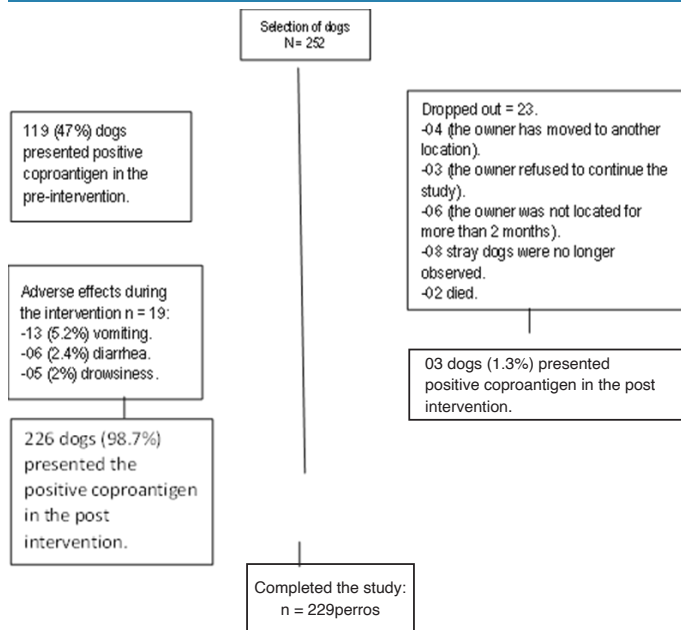 Selection of dogs
N= 252
119 (47%) dogs
presented positive
coproantigen in the
pre-intervention.
Dropped out = 23.
-04 (the owner has moved to another
location).
-03 (the owner refused to continue the
study).
-06 (the owner was not located for
more than 2 months).
-08 stray dogs were no longer
observed.
-02 died.
Adverse effects during
the intervention n = 19:
-13 (5.2%) vomiting.
-06 (2.4%) diarrhea.
-05 (2%) drowsiness.
03 dogs (1.3%) presented
positive coproantigen in the post
intervention.
226 dogs (98.7%)
presented the
positive coproantigen
in the post
intervention.
Completed the study:
n = 229perros